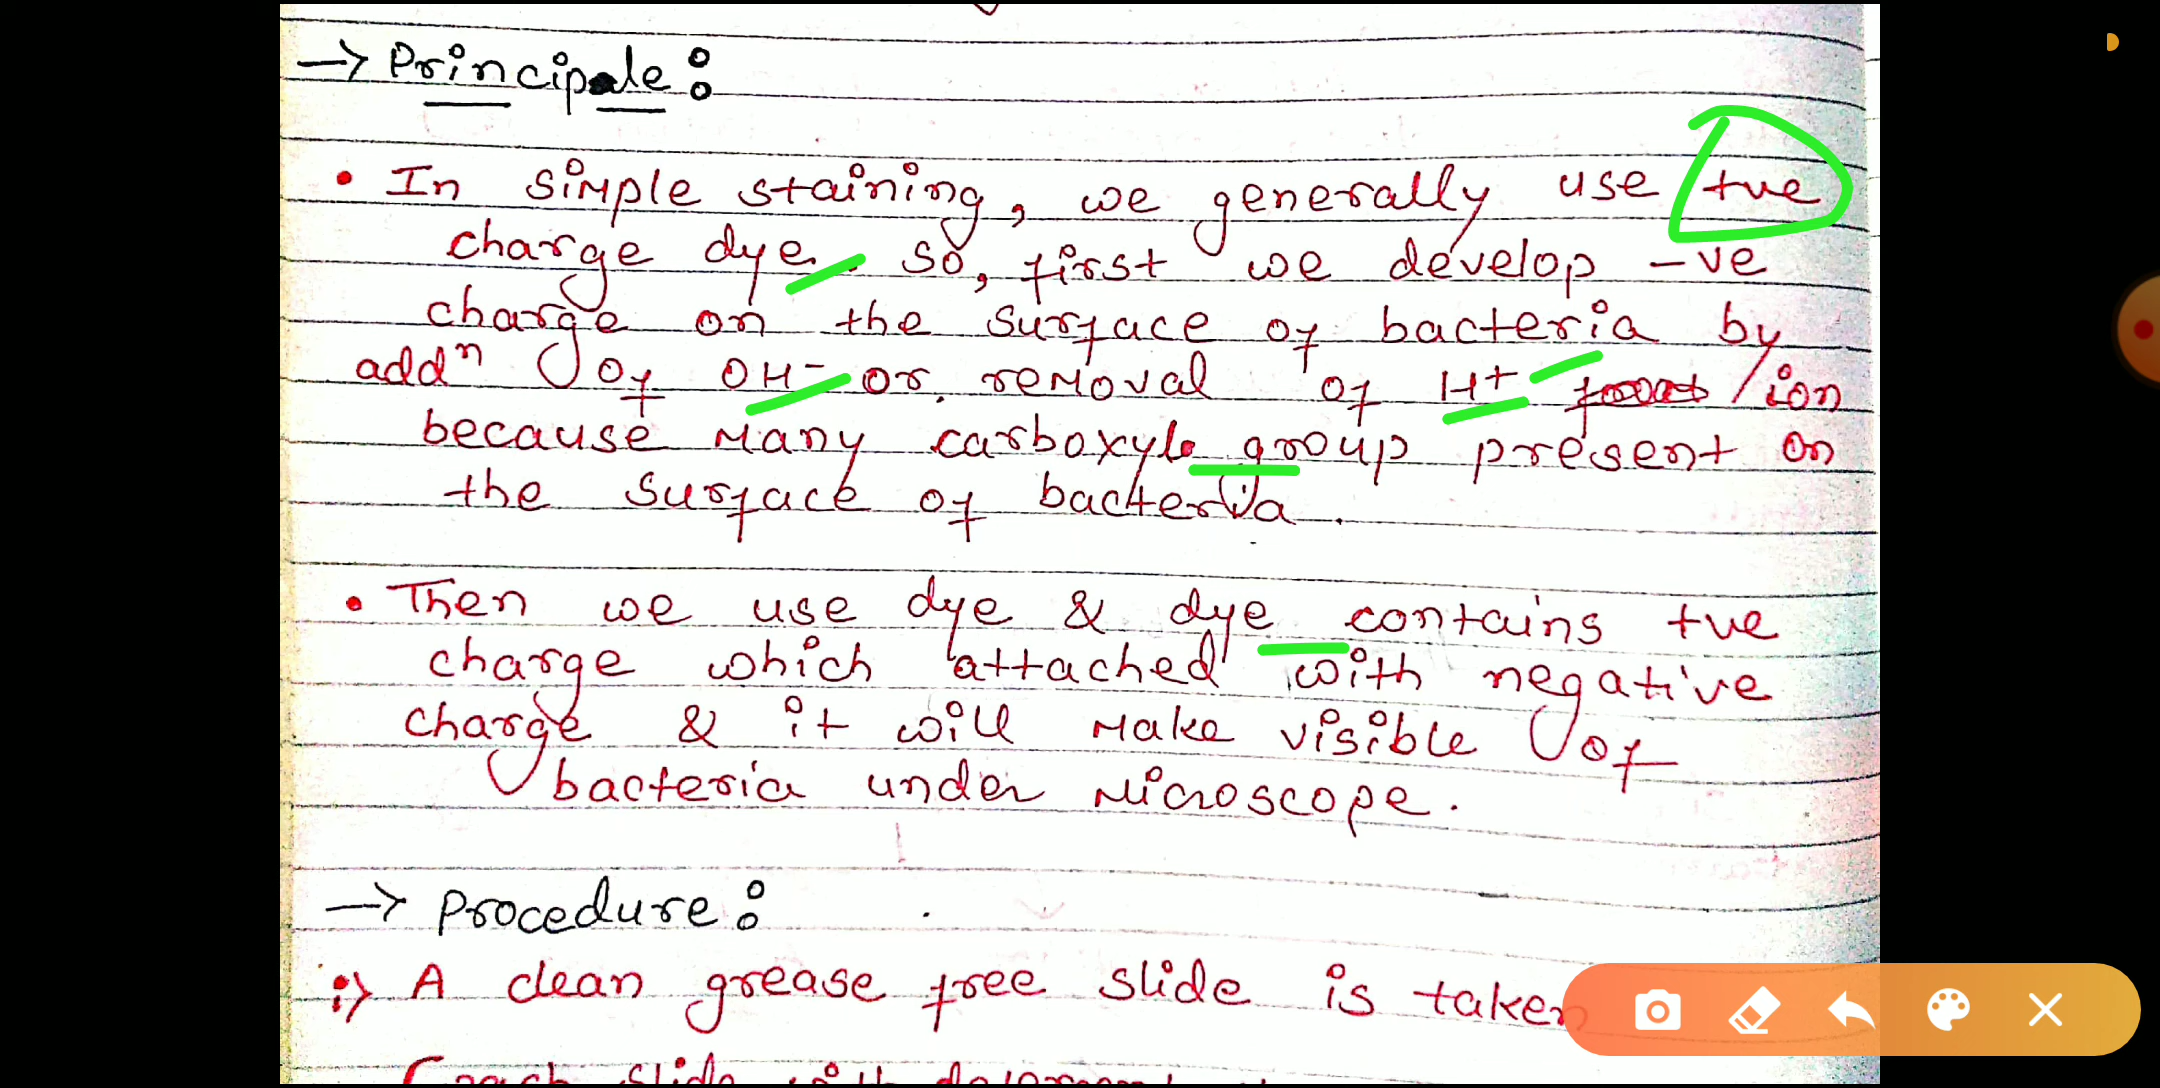 → Principle:
• In simple staining, we generally use +ve
charge dye. So, first we develop -ve
charge on the surface of bacteria by
addⁿ of OH⁻ or removal of H+ /ion
because many carboxyl group present on
the surface of bacteria.
• Then we use dye & dye contains +ve
charge which attached with negative
charge & it will make visible of
bacteria under microscope.
→ Procedure:
i) A clean grease free slide is taken
slide with